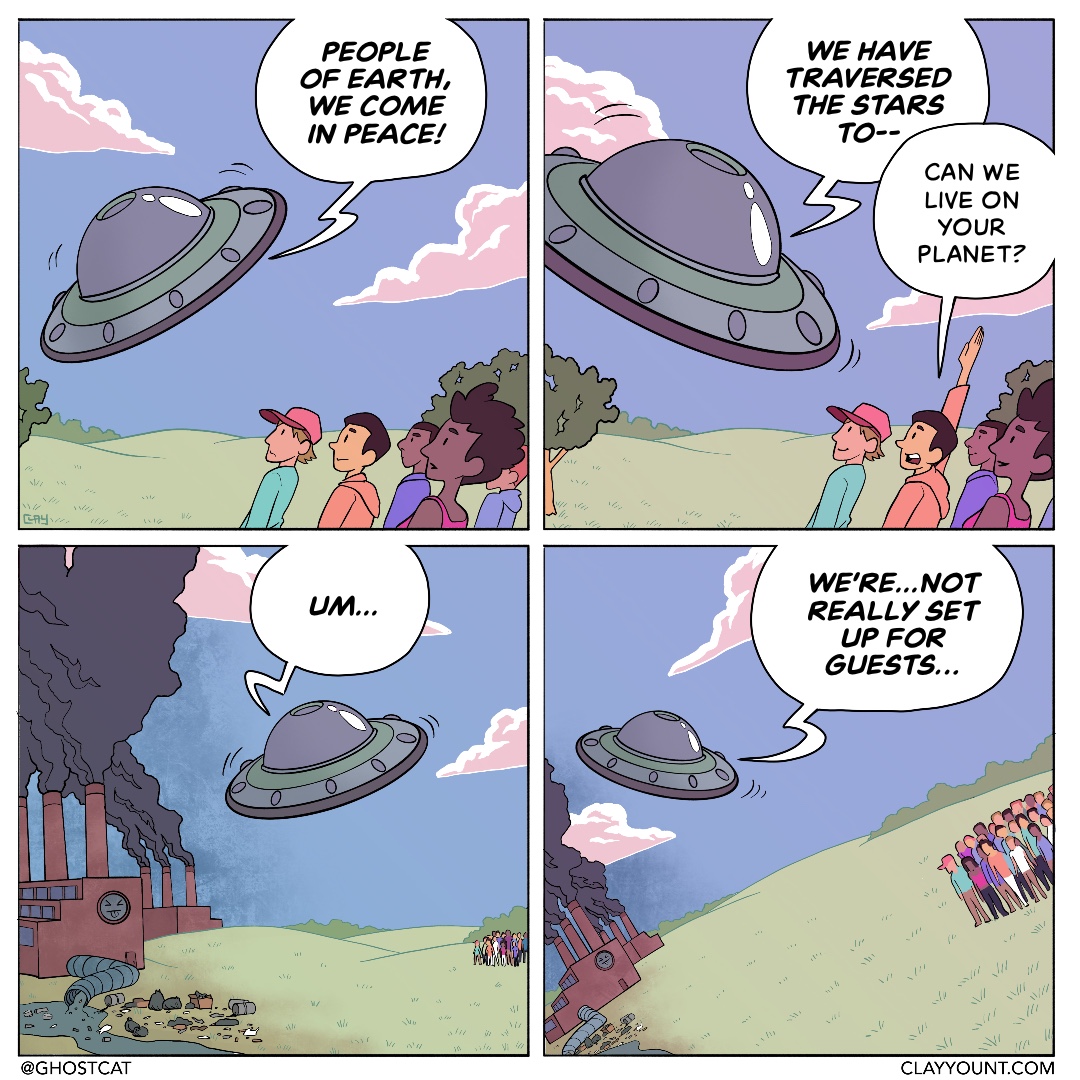 PEOPLE
OF EARTH,
WE COME
IN PEACE!
CLAY
WE HAVE
TRAVERSED
THE STARS
TO--
CAN WE
LIVE ON
YOUR
PLANET?
UM...
WE'RE...NOT
REALLY SET
UP FOR
GUESTS...
@GHOSTCAT
CLAYYOUNT.COM